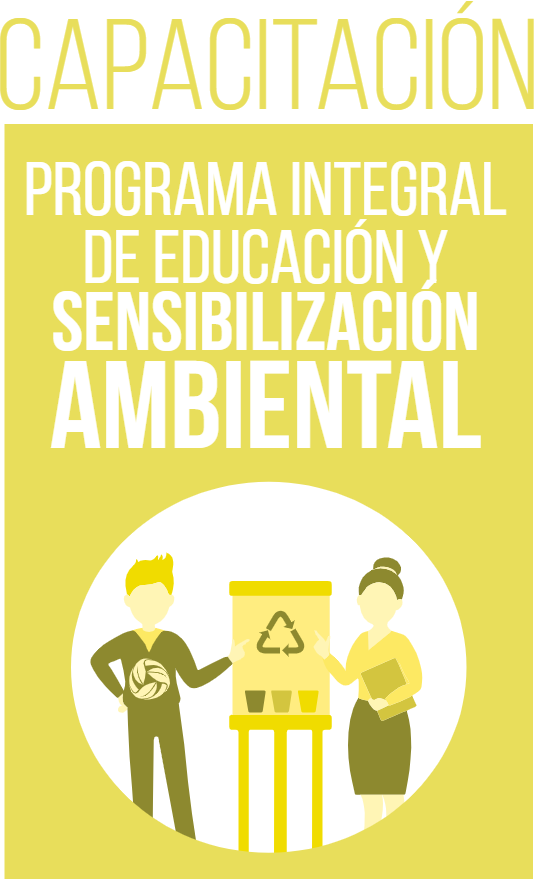 CAPACITACIÓN
PROGRAMA INTEGRAL
DE EDUCACIÓN Y
SENSIBILIZACIÓN
AMBIENTAL